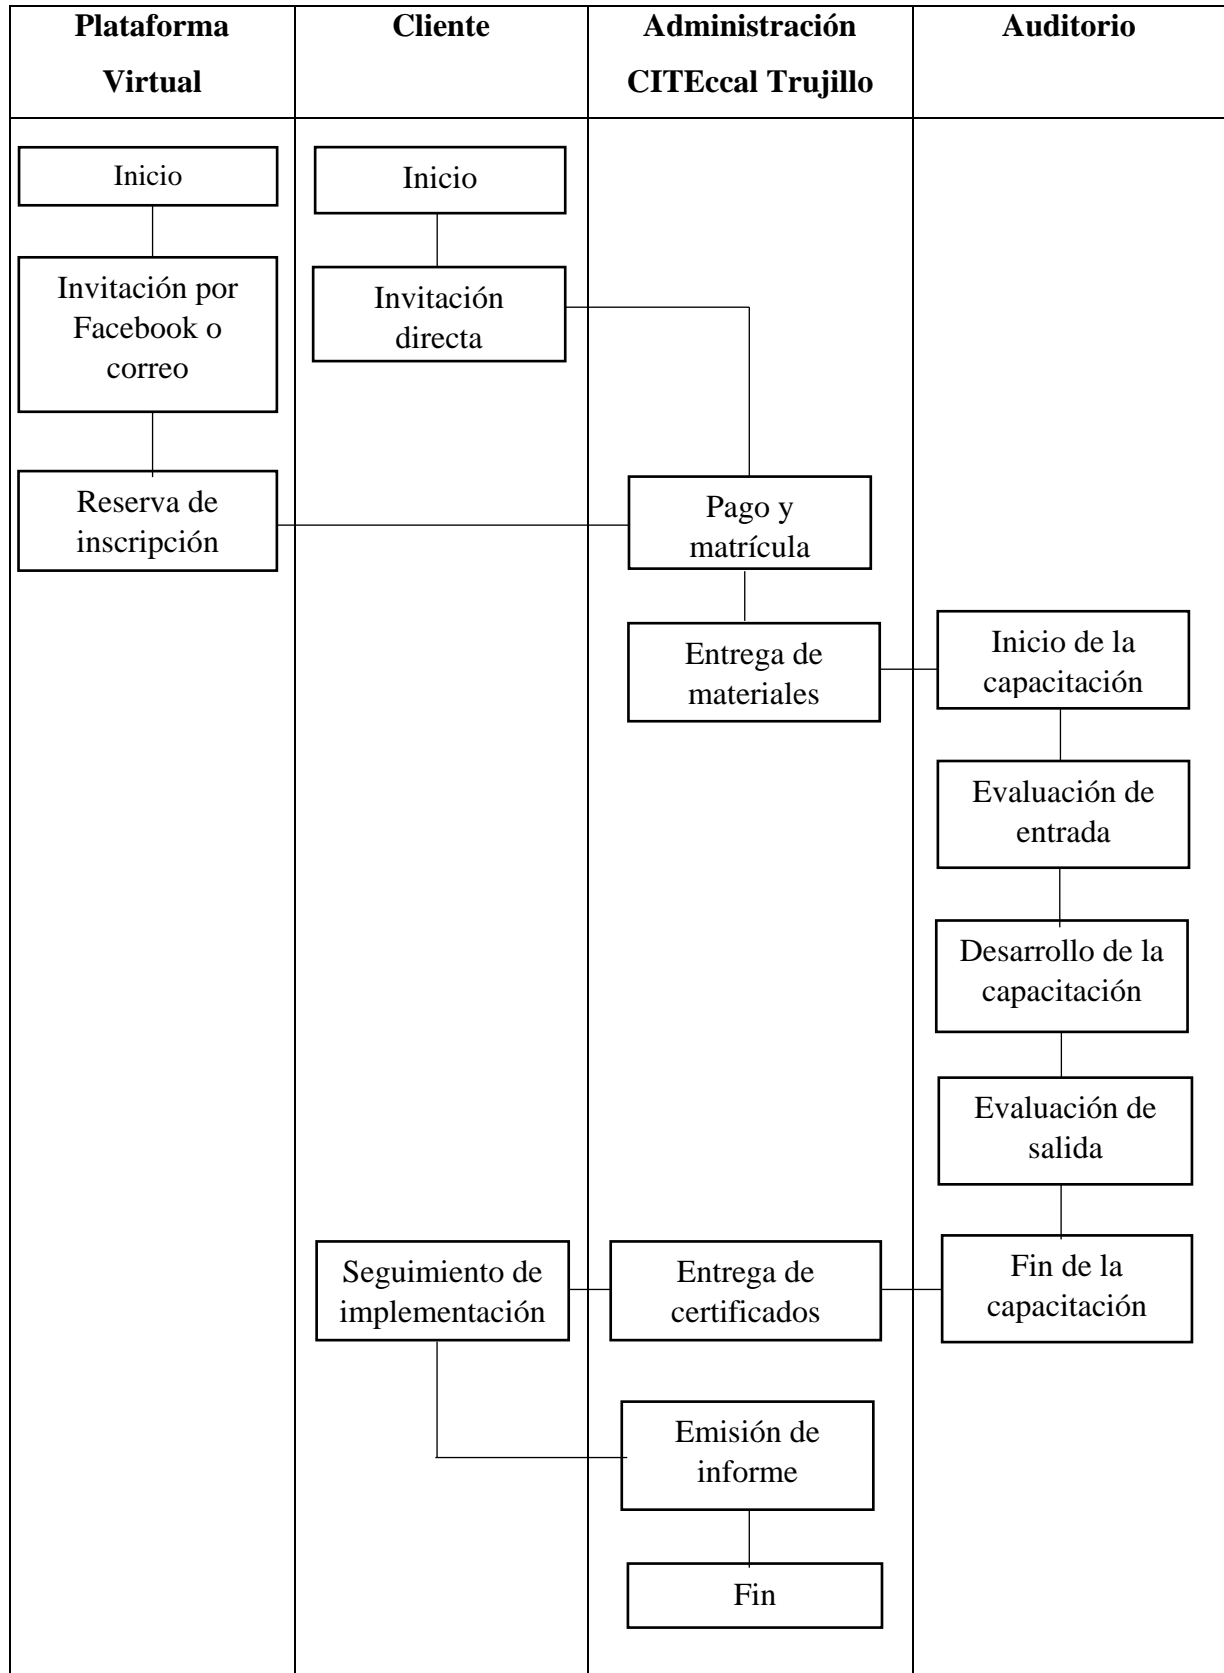 Plataforma
Virtual
Cliente
Administración
CITEccal Trujillo
Auditorio
Inicio
Inicio
Invitación por
Facebook o
correo
Invitación
directa
Reserva de
inscripción
Pago y
matrícula
Entrega de
materiales
Inicio de la
capacitación
Evaluación de
entrada
Desarrollo de la
capacitación
Evaluación de
salida
Seguimiento de
implementación
Entrega de
certificados
Fin de la
capacitación
Emisión de
informe
Fin